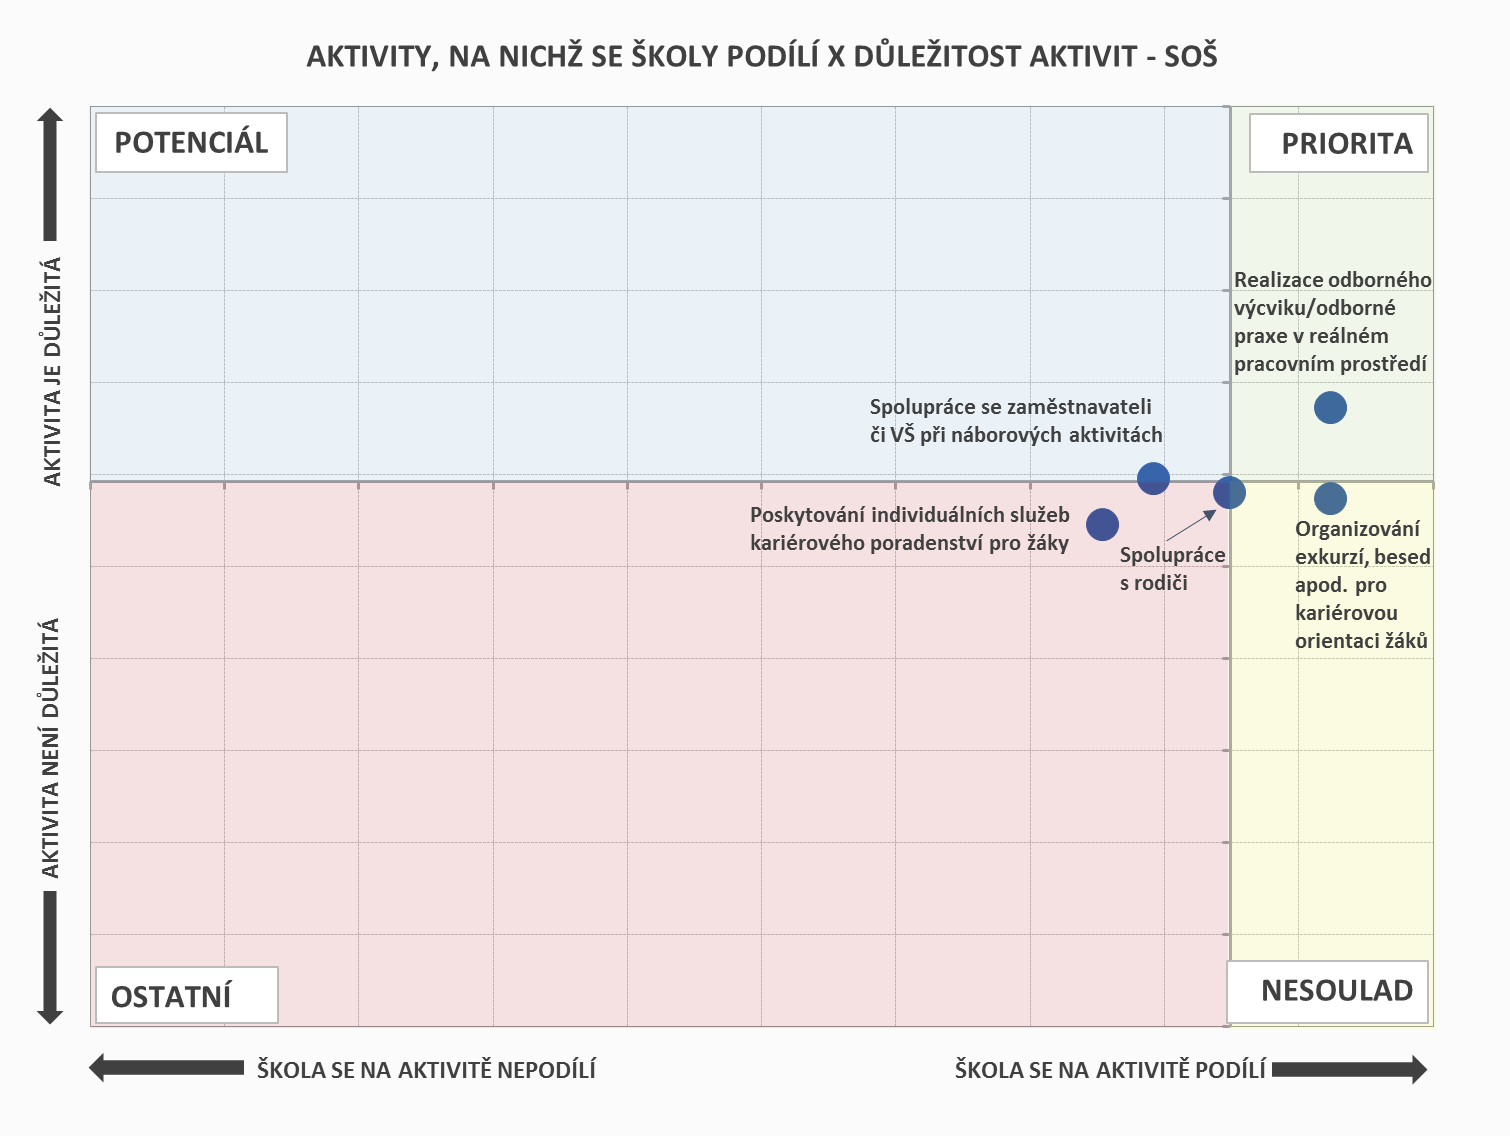 AKTIVITY, NA NICHŽ SE ŠKOLY PODÍLÍ X DŮLEŽITOST AKTIVIT - SOŠ
POTENCIÁL
PRIORITA
AKTIVITA JE DŮLEŽITÁ
Realizace odborného
výcviku/odborné
praxe v reálném
pracovním prostředí
Spolupráce se zaměstnavateli
či VŠ při náborových aktivitách
Poskytování individuálních služeb
kariérového poradenství pro žáky
Spolupráce
s rodiči
Organizování
exkurzí, besed
apod. pro
kariérovou
orientaci žáků
AKTIVITA NENÍ DŮLEŽITÁ
OSTATNÍ
NESOULAD
ŠKOLA SE NA AKTIVITĚ NEPODÍLÍ
ŠKOLA SE NA AKTIVITĚ PODÍLÍ